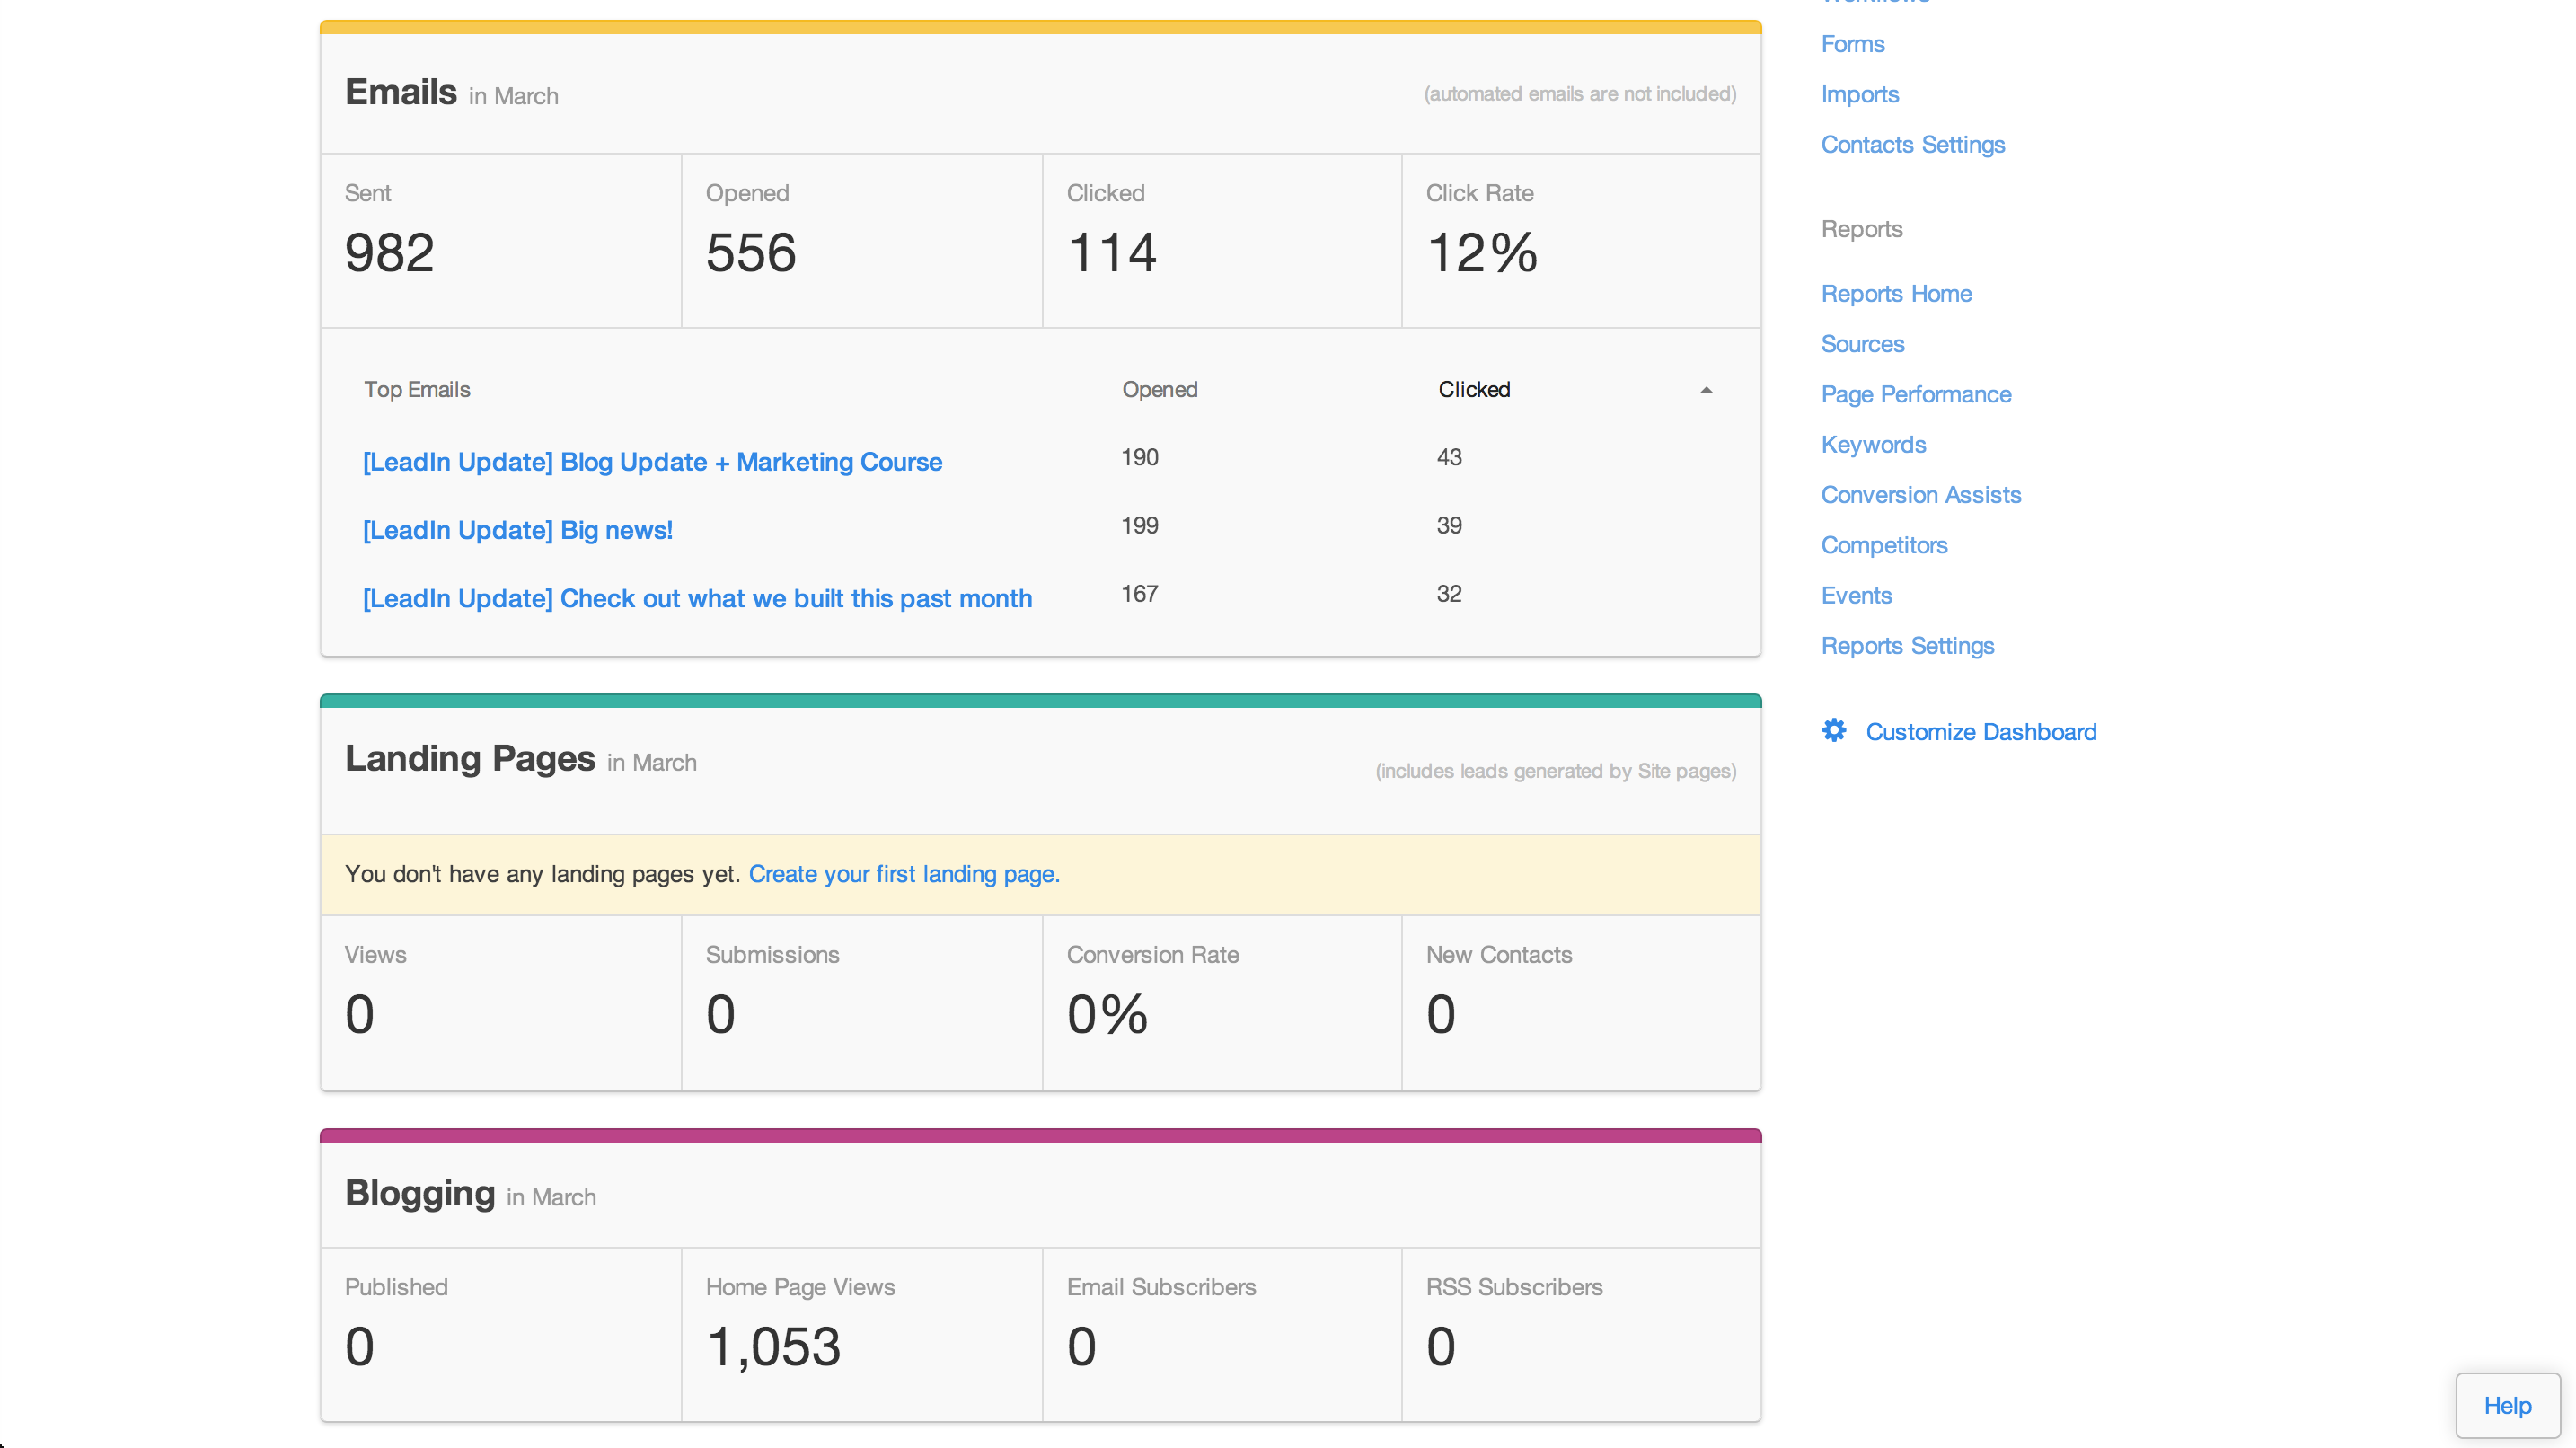 Emails in March
(automated emails are not included)
Sent
982
Opened
556
Clicked
114
Click Rate
12%
Top Emails Opened Clicked
[LeadIn Update] Blog Update + Marketing Course 190 43
[LeadIn Update] Big news! 199 39
[LeadIn Update] Check out what we built this past month 167 32
Landing Pages in March
(includes leads generated by Site pages)
You don't have any landing pages yet. Create your first landing page.
Views
0
Submissions
0
Conversion Rate
0%
New Contacts
0
Blogging in March
Published
0
Home Page Views
1,053
Email Subscribers
0
RSS Subscribers
0
Forms
Imports
Contacts Settings
Reports
Reports Home
Sources
Page Performance
Keywords
Conversion Assists
Competitors
Events
Reports Settings
Customize Dashboard
Help